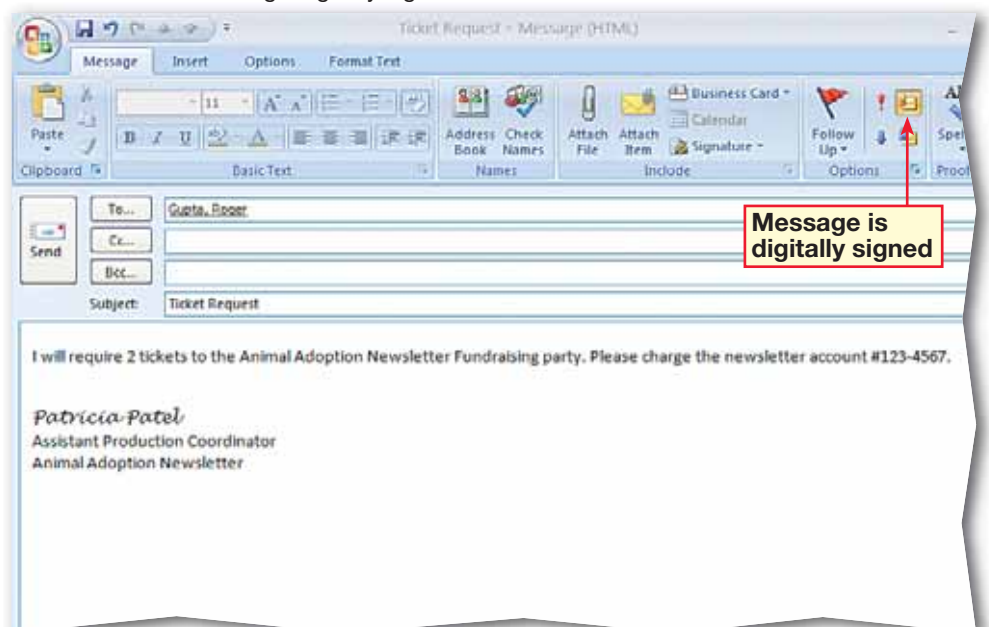 Ticket Request - Message (HTML)
Message Insert Options Format Text
11 A A
Business Card
Calendar
Signature
Paste
B I U A
Address Book
Check Names
Attach File
Attach Item
Follow Up
Clipboard Basic Text Names Include Options
Message is
digitally signed
Send
To... Gupta, Roger
Cc...
Bcc...
Subject: Ticket Request
I will require 2 tickets to the Animal Adoption Newsletter Fundraising party. Please charge the newsletter account #123-4567.
Patricia Patel
Assistant Production Coordinator
Animal Adoption Newsletter